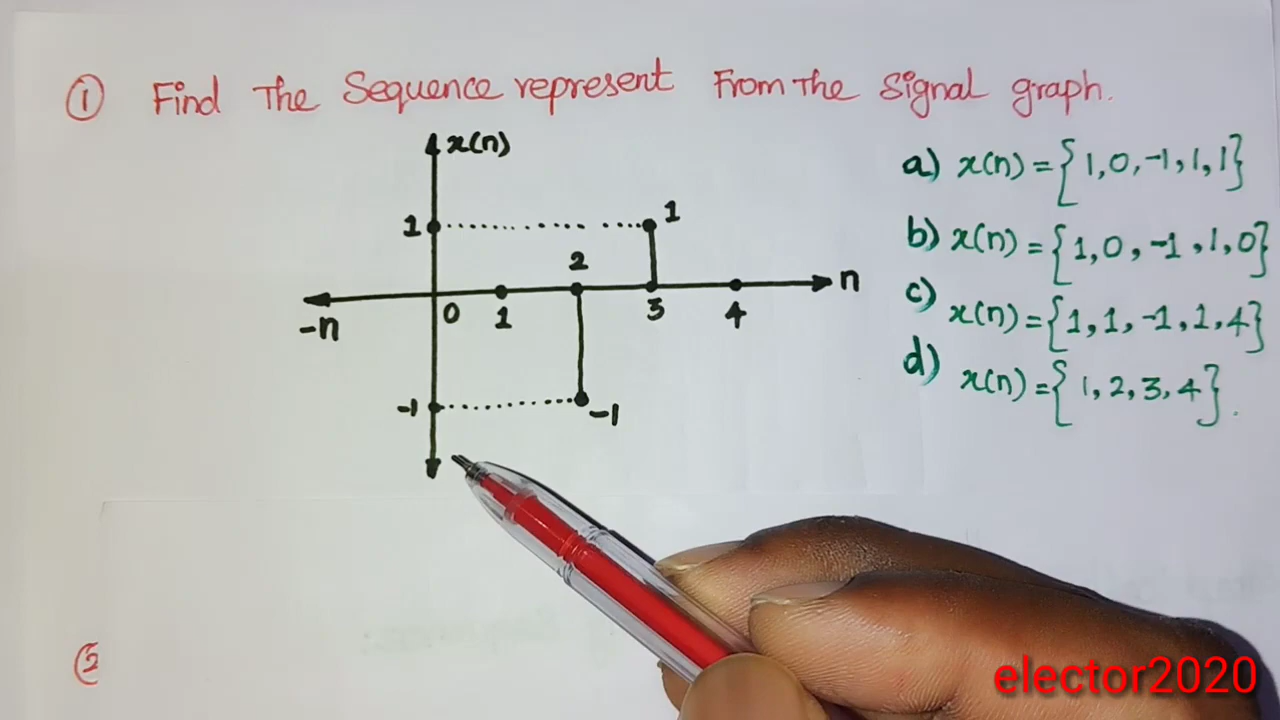 ① Find The Sequence represent From The Signal graph.
x(n)
1
1
2
n
-n
0 1 3 4
-1
-1
a) x(n) = {1, 0, -1, 1, 1}
b) x(n) = {1, 0, -1, 1, 0}
c) x(n) = {1, 1, -1, 1, 4}
d) x(n) = {1, 2, 3, 4}.
②
elector2020